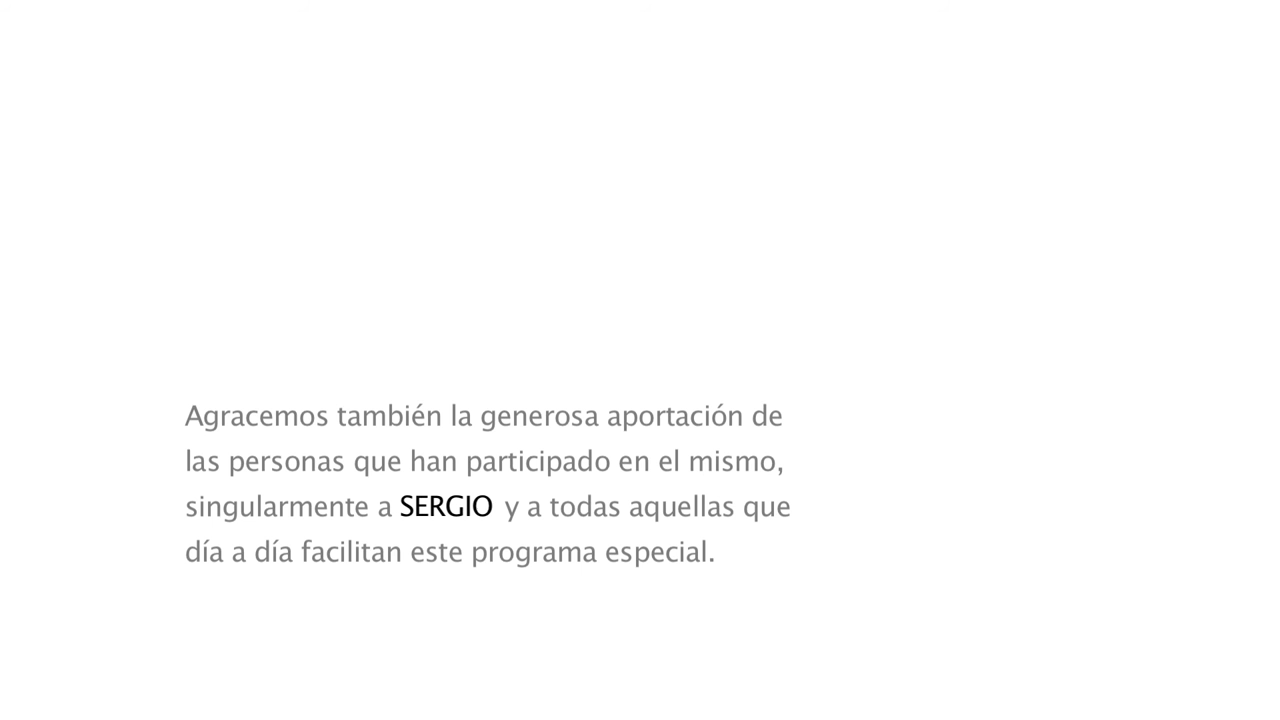 Agracemos también la generosa aportación de
las personas que han participado en el mismo,
singularmente a SERGIO y a todas aquellas que
día a día facilitan este programa especial.